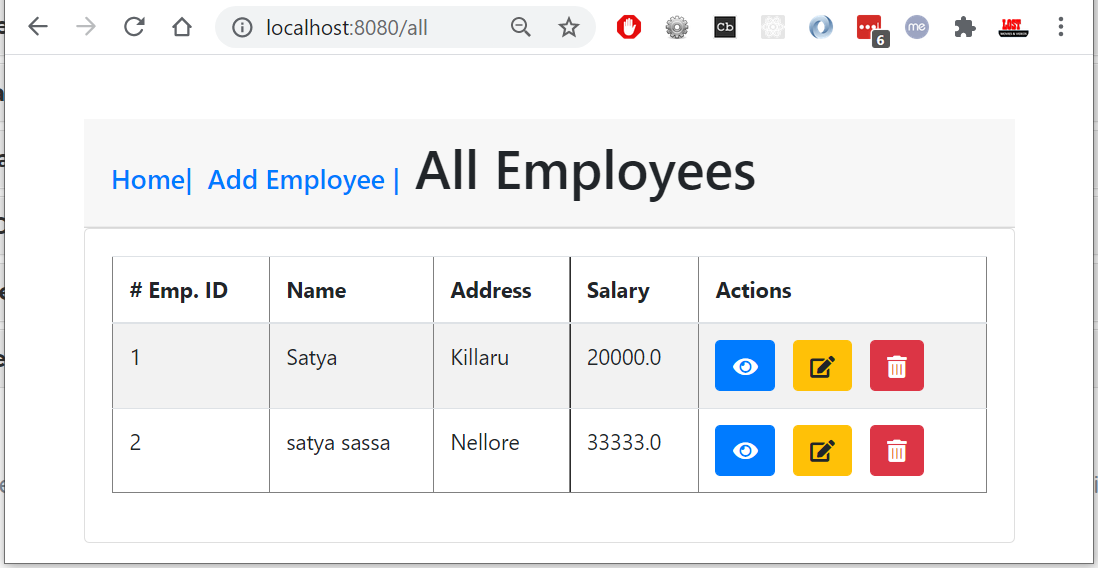 localhost:8080/all
Cb
6
me
LOST
Home| Add Employee | All Employees
# Emp. ID Name Address Salary Actions
1 Satya Killaru 20000.0
2 satya sassa Nellore 33333.0